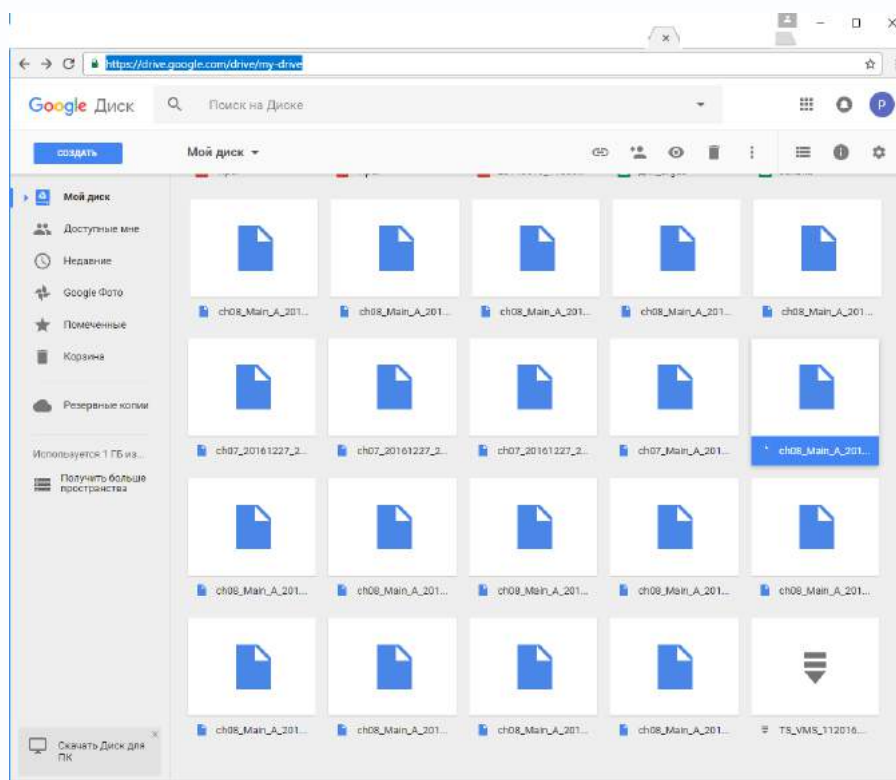 https://drive.google.com/drive/my-drive
Google Диск
Поиск на Диске
P
СОЗДАТЬ
Мой диск
Мой диск
Доступные мне
Недавние
Google Фото
Помеченные
Корзина
Резервные копии
Используется 1 ГБ из...
Получить больше
пространства
ch08_Main_A_201... ch08_Main_A_201... ch08_Main_A_201... ch08_Main_A_201... ch08_Main_A_201...
ch07_20161227_2... ch07_20161227_2... ch07_20161227_2... ch07_Main_A_201... ch08_Main_A_201...
ch08_Main_A_201... ch08_Main_A_201... ch08_Main_A_201... ch08_Main_A_201... ch08_Main_A_201...
ch08_Main_A_201... ch08_Main_A_201... ch08_Main_A_201... ch08_Main_A_201... TS_VMS_112016...
Скачать Диск для
ПК